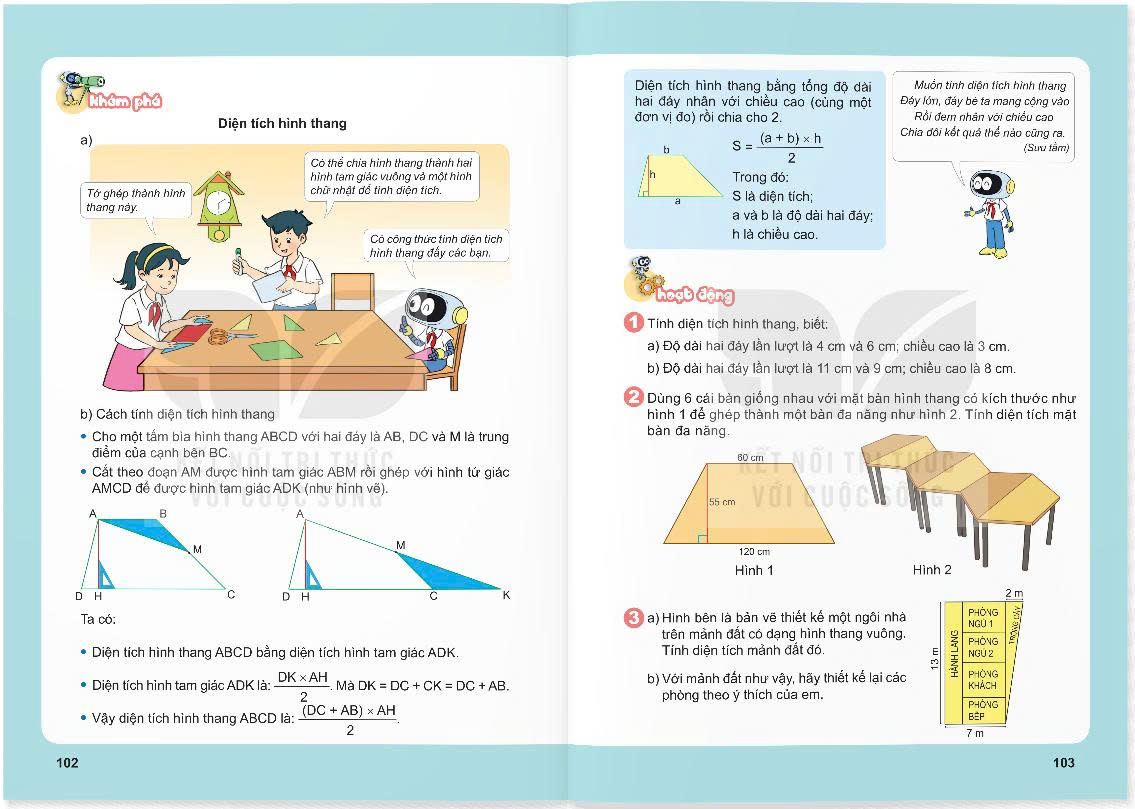 Khám phá
Diện tích hình thang
a)
Tớ ghép thành hình
thang này.
Có thể chia hình thang thành hai
hình tam giác vuông và một hình
chữ nhật để tính diện tích.
Có công thức tính diện tích
hình thang đấy các bạn.
b) Cách tính diện tích hình thang
• Cho một tấm bìa hình thang ABCD với hai đáy là AB, DC và M là trung
điểm của cạnh bên BC.
• Cắt theo đoạn AM được hình tam giác ABM rồi ghép với hình tứ giác
AMCD để được hình tam giác ADK (như hình vẽ).
A B
M
D H C
A
M
D H C K
Ta có:
• Diện tích hình thang ABCD bằng diện tích hình tam giác ADK.
• Diện tích hình tam giác ADK là: (DK × AH)/2. Mà DK = DC + CK = DC + AB.
• Vậy diện tích hình thang ABCD là: ((DC + AB) × AH)/2.
102
Diện tích hình thang bằng tổng độ dài
hai đáy nhân với chiều cao (cùng một
đơn vị đo) rồi chia cho 2.
b
h
a
S = ((a + b) × h)/2
Trong đó:
S là diện tích;
a và b là độ dài hai đáy;
h là chiều cao.
Muốn tính diện tích hình thang
Đáy lớn, đáy bé ta mang cộng vào
Rồi đem nhân với chiều cao
Chia đôi kết quả thế nào cũng ra.
(Sưu tầm)
Hoạt động
1 Tính diện tích hình thang, biết:
a) Độ dài hai đáy lần lượt là 4 cm và 6 cm; chiều cao là 3 cm.
b) Độ dài hai đáy lần lượt là 11 cm và 9 cm; chiều cao là 8 cm.
2 Dùng 6 cái bàn giống nhau với mặt bàn hình thang có kích thước như
hình 1 để ghép thành một bàn đa năng như hình 2. Tính diện tích mặt
bàn đa năng.
60 cm
55 cm
120 cm
Hình 1
Hình 2
KẾT NỐI TRI THỨC
VỚI CUỘC SỐNG
KẾT NỐI TRI THỨC
VỚI CUỘC SỐNG
3 a) Hình bên là bản vẽ thiết kế một ngôi nhà
trên mảnh đất có dạng hình thang vuông.
Tính diện tích mảnh đất đó.
b) Với mảnh đất như vậy, hãy thiết kế lại các
phòng theo ý thích của em.
2 m
13 m
HÀNH LANG
PHÒNG
NGỦ 1
PHÒNG
NGỦ 2
PHÒNG
KHÁCH
PHÒNG
BẾP
7 m
103